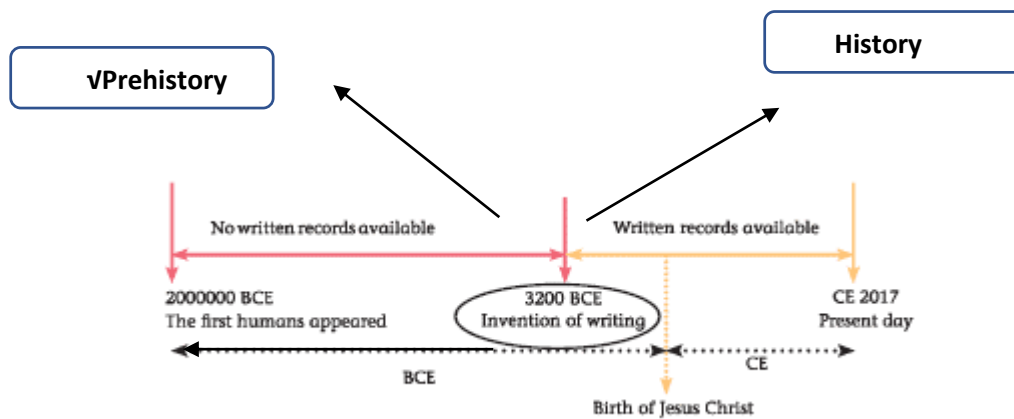 History
√Prehistory
No written records available
Written records available
2000000 BCE
The first humans appeared
3200 BCE
Invention of writing
CE 2017
Present day
BCE
CE
Birth of Jesus Christ